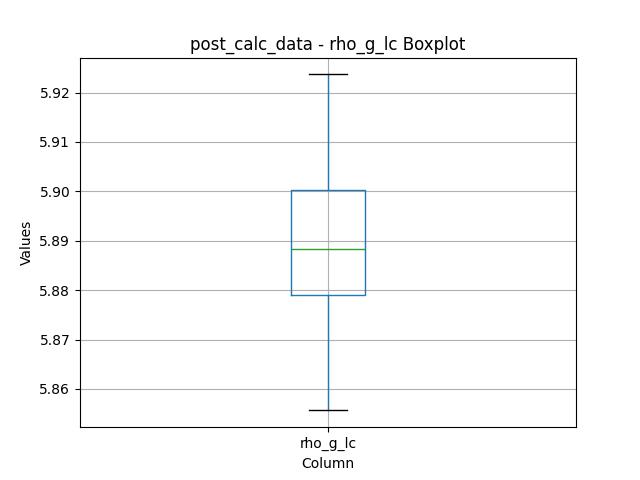 post_calc_data - rho_g_lc Boxplot
5.92
5.91
5.90
5.89
5.88
5.87
5.86
Values
rho_g_lc
Column